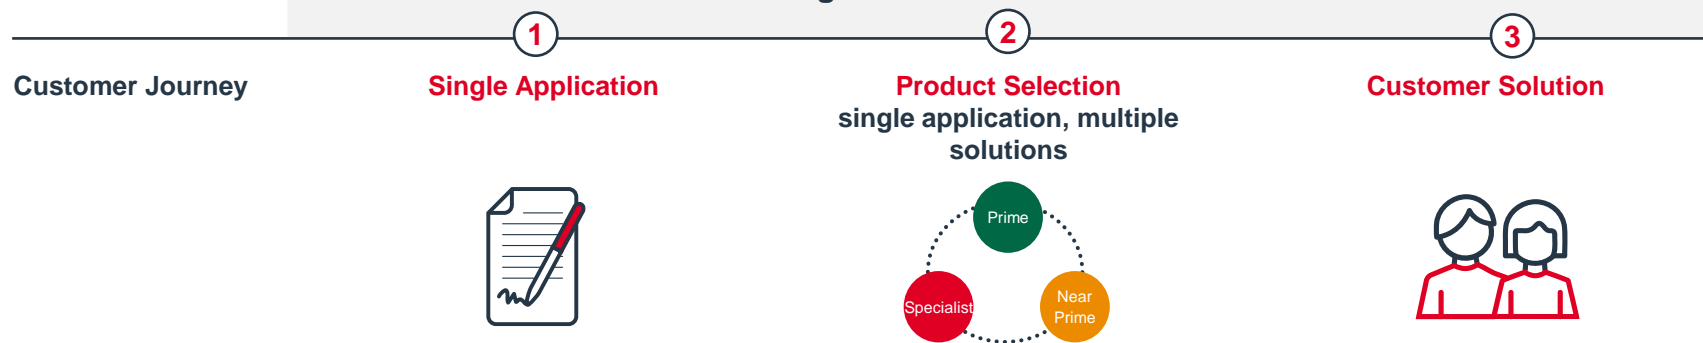 1
2
3
Customer Journey
Single Application
Product Selection
single application, multiple
solutions
Customer Solution
Prime
Specialist
Near
Prime